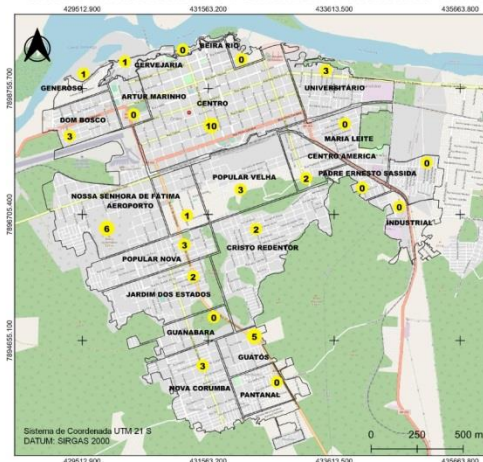 429512.900 431563.200 433613.500 435663.800
7898755.700
7896705.400
7894655.100
0
BEIRA RIO
1
CERVEJARIA
0
1
GENEROSO
3
UNIVERSITÁRIO
ARTUR MARINHO
CENTRO
0
DOM BOSCO
3
10
0
MARIA LEITE
CENTRO AMERICA
0
PADRE ERNESTO SASSIDA
POPULAR VELHA
2
0
NOSSA SENHORA DE FÁTIMA
3
AEROPORTO
0
1
INDUSTRIAL
6
2
CRISTO REDENTOR
3
POPULAR NOVA
2
JARDIM DOS ESTADOS
0
GUANABARA
5
GUATÓS
3
NOVA CORUMBA
0
PANTANAL
Sistema de Coordenada UTM 21 S
DATUM: SIRGAS 2000
0 250 500 m
429512.900 431563.200 433613.500 435663.800